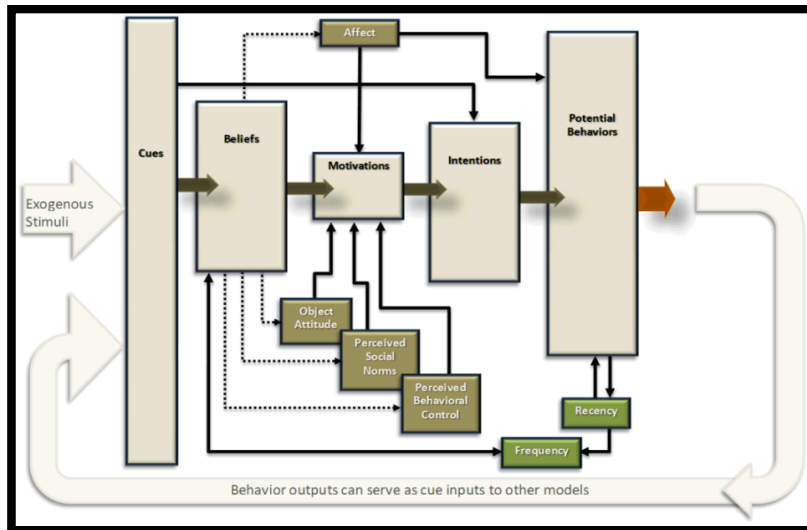 Affect
Potential
Behaviors
Cues
Beliefs
Motivations
Intentions
Exogenous
Stimuli
Object
Attitude
Perceived
Social
Norms
Perceived
Behavioral
Control
Recency
Frequency
Behavior outputs can serve as cue inputs to other models